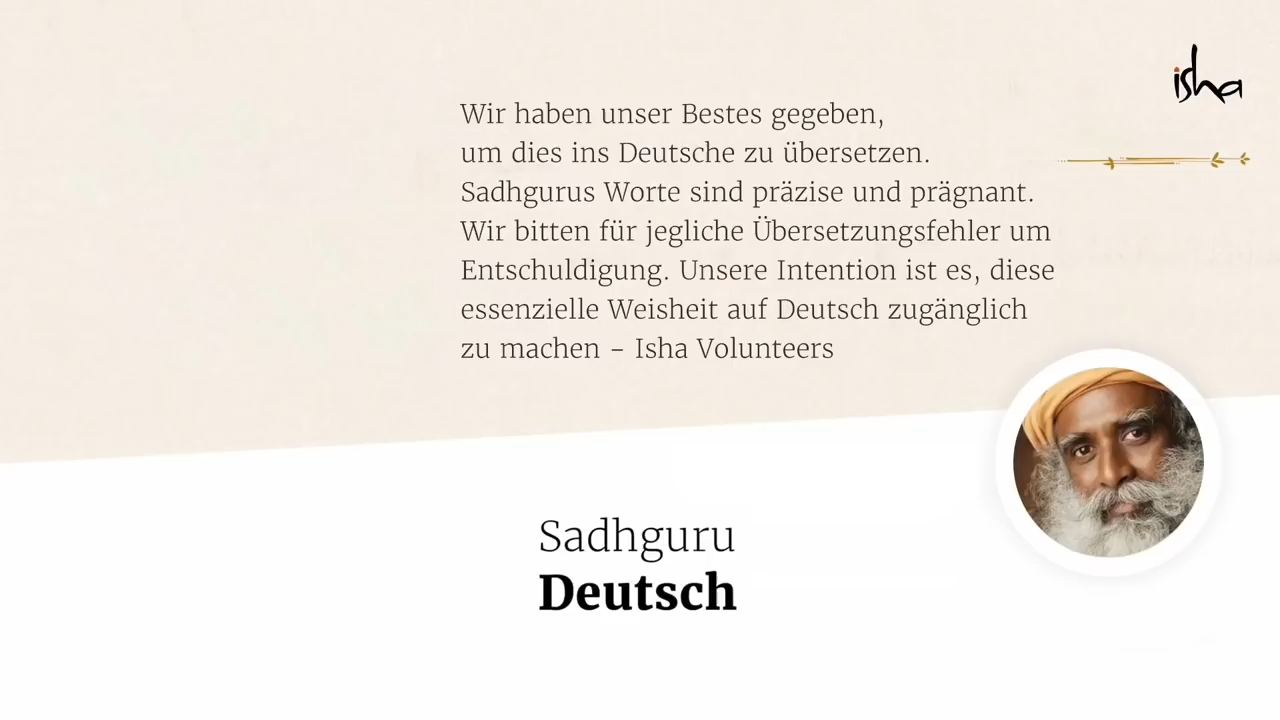 isha
Wir haben unser Bestes gegeben,
um dies ins Deutsche zu übersetzen.
Sadhgurus Worte sind präzise und prägnant.
Wir bitten für jegliche Übersetzungsfehler um
Entschuldigung. Unsere Intention ist es, diese
essenzielle Weisheit auf Deutsch zugänglich
zu machen – Isha Volunteers
Sadhguru
Deutsch